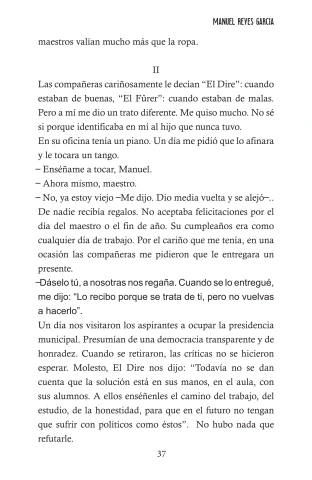 MANUEL REYES GARCIA
maestros valían mucho más que la ropa.
II
Las compañeras cariñosamente le decían “El Dire”: cuando
estaban de buenas, “El Fúrer”: cuando estaban de malas.
Pero a mí me dio un trato diferente. Me quiso mucho. No sé
si porque identificaba en mí al hijo que nunca tuvo.
En su oficina tenía un piano. Un día me pidió que lo afinara
y le tocara un tango.
– Enséñame a tocar, Manuel.
– Ahora mismo, maestro.
– No, ya estoy viejo –Me dijo. Dio media vuelta y se alejó–..
De nadie recibía regalos. No aceptaba felicitaciones por el
día del maestro o el fin de año. Su cumpleaños era como
cualquier día de trabajo. Por el cariño que me tenía, en una
ocasión las compañeras me pidieron que le entregara un
presente.
–Dáselo tú, a nosotras nos regaña. Cuando se lo entregué,
me dijo: “Lo recibo porque se trata de ti, pero no vuelvas
a hacerlo”.
Un día nos visitaron los aspirantes a ocupar la presidencia
municipal. Presumían de una democracia transparente y de
honradez. Cuando se retiraron, las críticas no se hicieron
esperar. Molesto, El Dire nos dijo: “Todavía no se dan
cuenta que la solución está en sus manos, en el aula, con
sus alumnos. A ellos enséñenles el camino del trabajo, del
estudio, de la honestidad, para que en el futuro no tengan
que sufrir con políticos como éstos”.  No hubo nada que
refutarle.
37